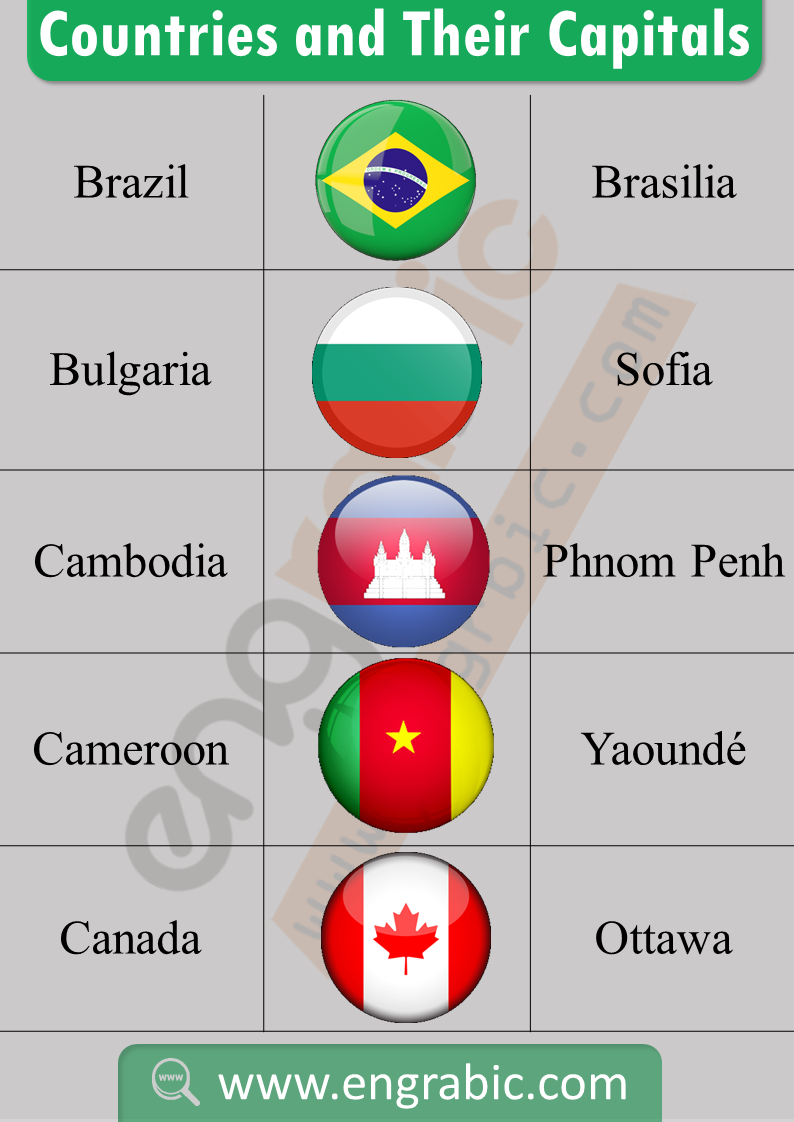 Countries and Their Capitals
Brazil
Brasilia
Bulgaria
Sofia
Cambodia
Phnom Penh
Cameroon
Yaoundé
Canada
Ottawa
engrabic
www.engrabic.com
www
www.engrabic.com